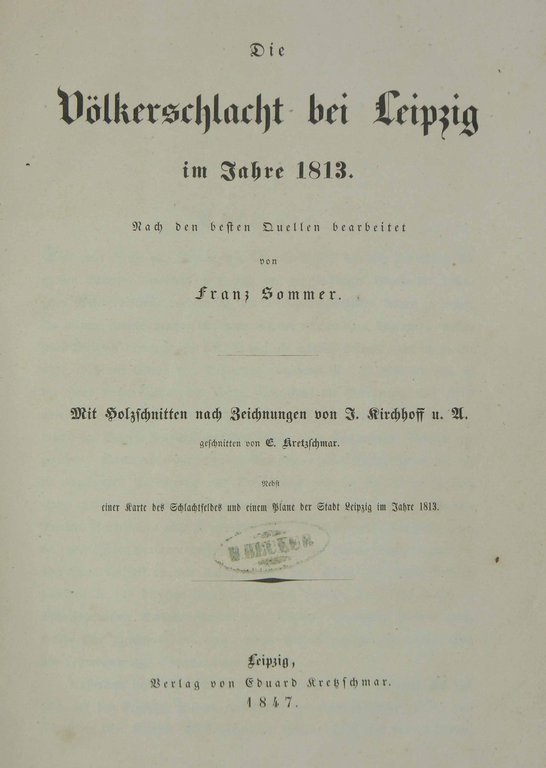 Die
Völkerschlacht bei Leipzig
im Jahre 1813.
Nach den besten Quellen bearbeitet
von
Franz Sommer.
Mit Holzschnitten nach Zeichnungen von J. Kirchhoff u. A.
geschnitten von E. Kretzschmar.
Nebst
einer Karte des Schlachtfeldes und einem Plane der Stadt Leipzig im Jahre 1813.
Leipzig,
Verlag von Eduard Kretzschmar.
1847.